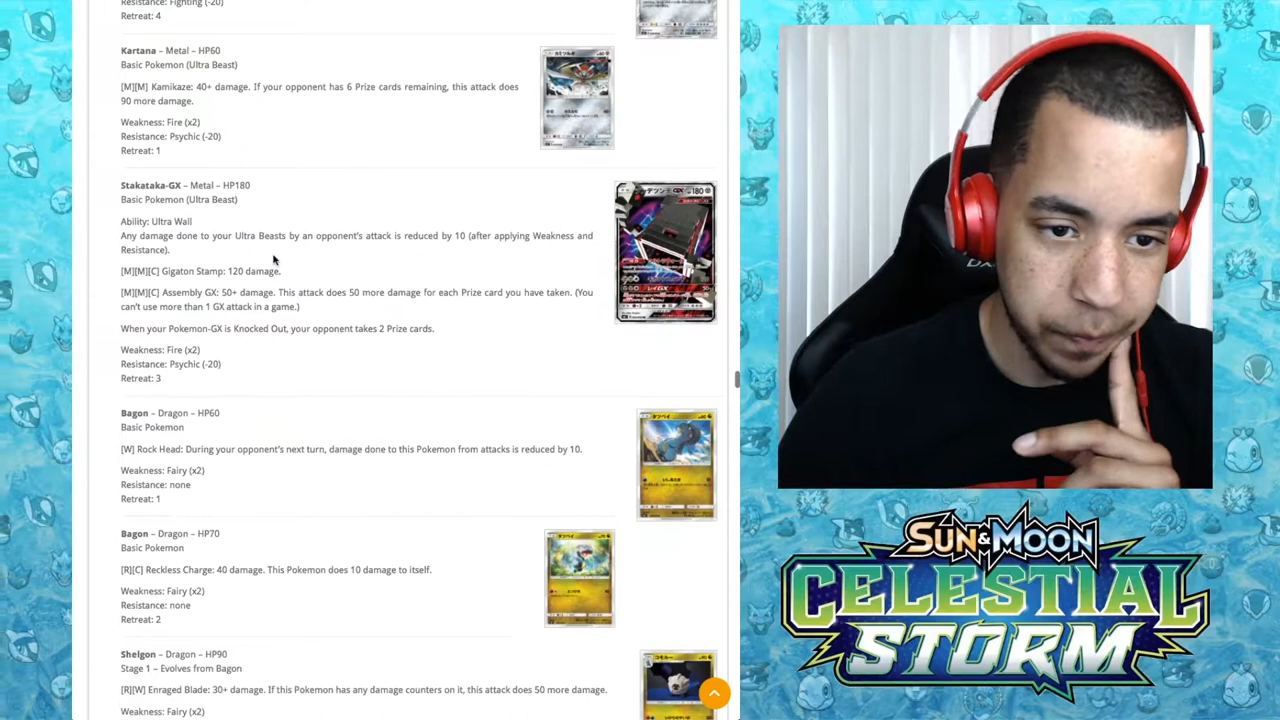 Resistance: Fighting (-20)
Retreat: 4
Kartana – Metal – HP60
Basic Pokemon (Ultra Beast)
[M][M] Kamikaze: 40+ damage. If your opponent has 6 Prize cards remaining, this attack does
90 more damage.
Weakness: Fire (x2)
Resistance: Psychic (-20)
Retreat: 1
Stakataka-GX – Metal – HP180
Basic Pokemon (Ultra Beast)
Ability: Ultra Wall
Any damage done to your Ultra Beasts by an opponent's attack is reduced by 10 (after applying Weakness and
Resistance).
[M][M][C] Gigaton Stamp: 120 damage.
[M][M][C] Assembly GX: 50+ damage. This attack does 50 more damage for each Prize card you have taken. (You
can't use more than 1 GX attack in a game.)
When your Pokemon-GX is Knocked Out, your opponent takes 2 Prize cards.
Weakness: Fire (x2)
Resistance: Psychic (-20)
Retreat: 3
Bagon – Dragon – HP60
Basic Pokemon
[W] Rock Head: During your opponent's next turn, damage done to this Pokemon from attacks is reduced by 10.
Weakness: Fairy (x2)
Resistance: none
Retreat: 1
Bagon – Dragon – HP70
Basic Pokemon
[R][C] Reckless Charge: 40 damage. This Pokemon does 10 damage to itself.
Weakness: Fairy (x2)
Resistance: none
Retreat: 2
Shelgon – Dragon – HP90
Stage 1 – Evolves from Bagon
[R][W] Enraged Blade: 30+ damage. If this Pokemon has any damage counters on it, this attack does 50 more damage.
Weakness: Fairy (x2)
SUN & MOON
CELESTIAL
STORM